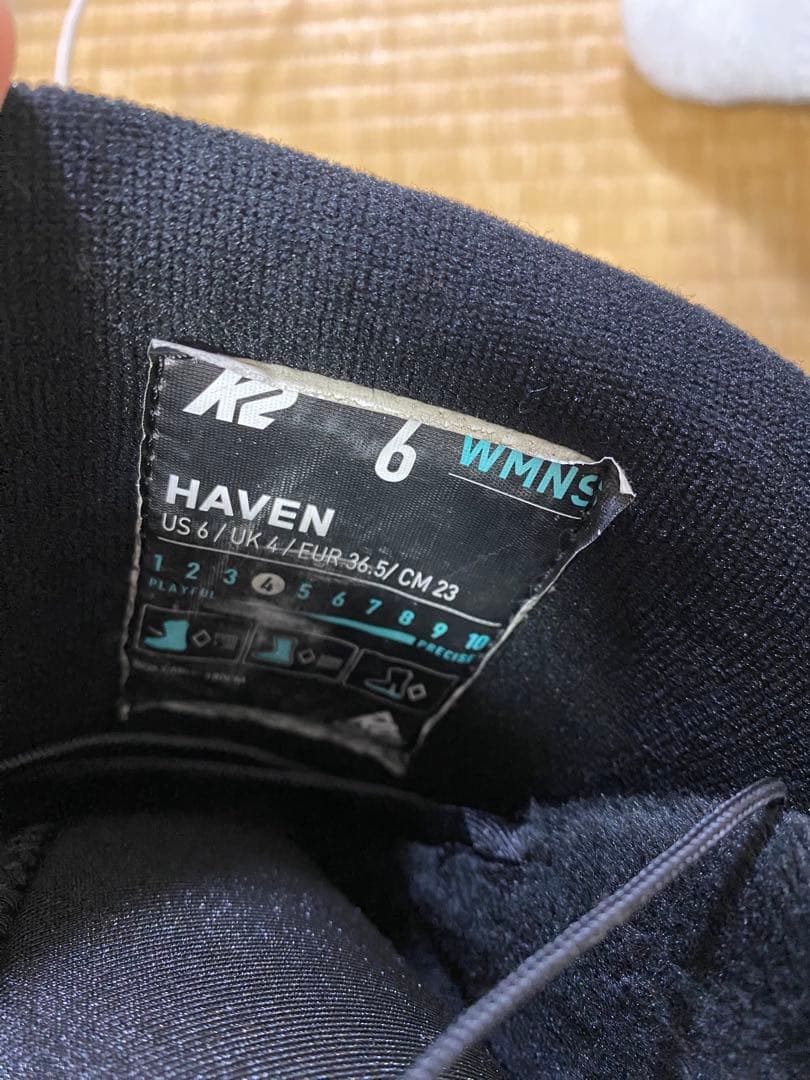 K2 6 WMNS
HAVEN
US 6 / UK 4 / EUR 36.5 / CM 23
1 2 3 4 5 6 7 8 9 10
PLAYFUL PRECISE